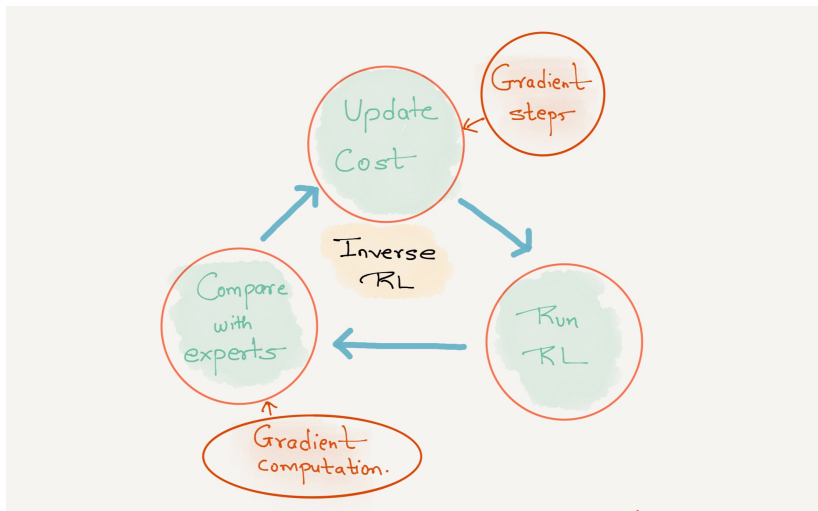 Gradient
steps
Update
Cost
Inverse
RL
Compare
with
experts
Run
RL
Gradient
computation.